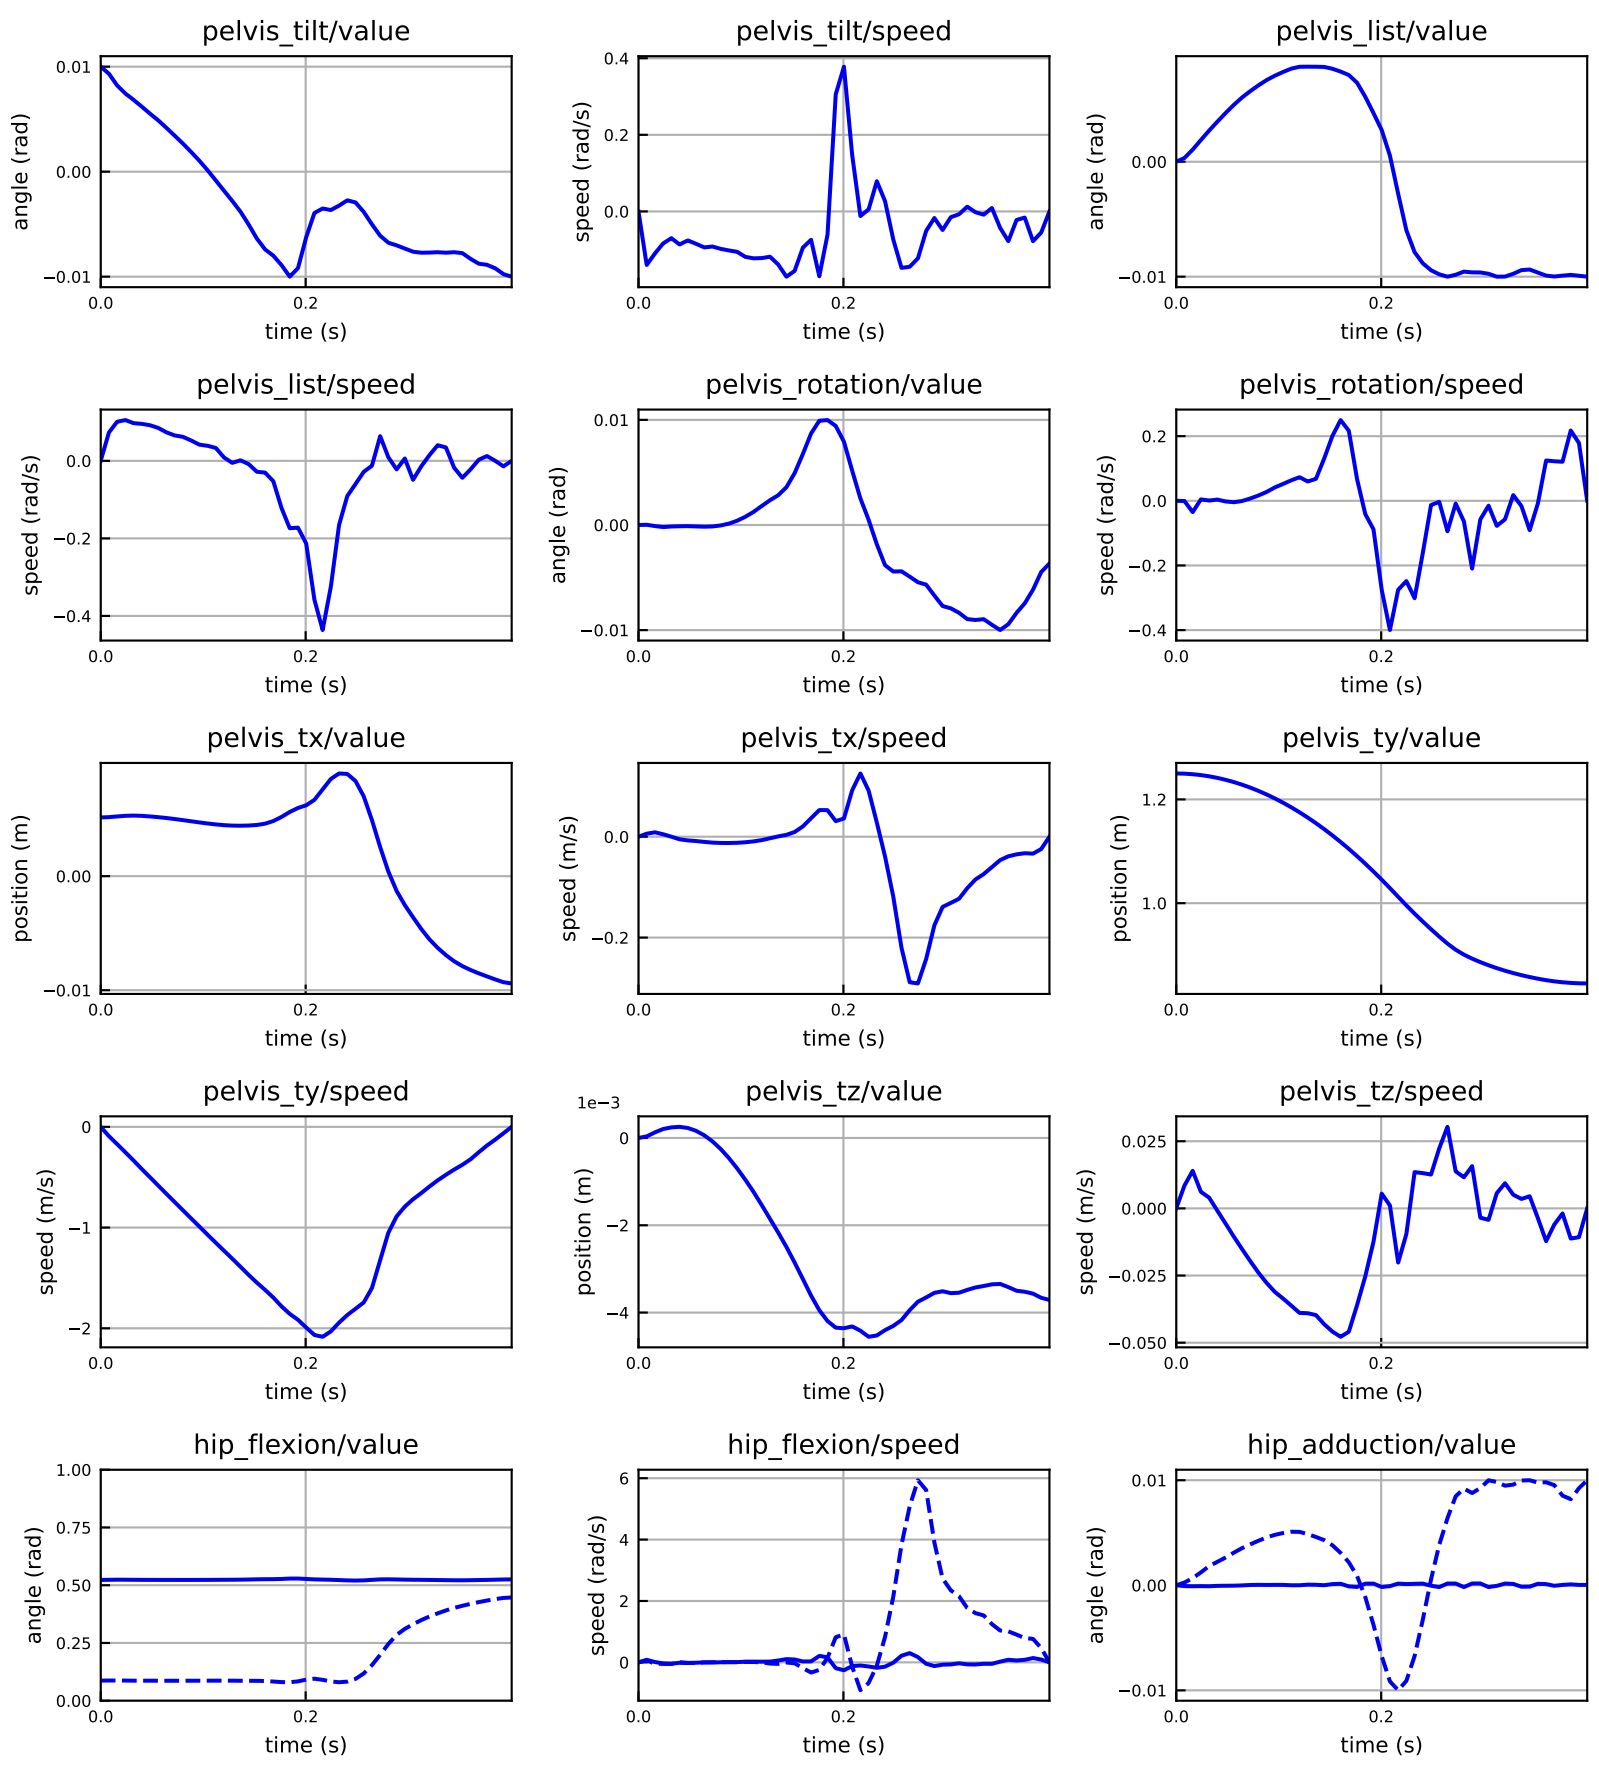 pelvis_tilt/value
angle (rad)
0.01
0.00
−0.01
0.0
0.2
time (s)
pelvis_tilt/speed
speed (rad/s)
0.4
0.2
0.0
0.0
0.2
time (s)
pelvis_list/value
angle (rad)
0.00
−0.01
0.0
0.2
time (s)
pelvis_list/speed
speed (rad/s)
0.0
−0.2
−0.4
0.0
0.2
time (s)
pelvis_rotation/value
angle (rad)
0.01
0.00
−0.01
0.0
0.2
time (s)
pelvis_rotation/speed
speed (rad/s)
0.2
0.0
−0.2
−0.4
0.0
0.2
time (s)
pelvis_tx/value
position (m)
0.00
−0.01
0.0
0.2
time (s)
pelvis_tx/speed
speed (m/s)
0.0
−0.2
0.0
0.2
time (s)
pelvis_ty/value
position (m)
1.2
1.0
0.0
0.2
time (s)
pelvis_ty/speed
speed (m/s)
0
−1
−2
0.0
0.2
time (s)
pelvis_tz/value
1e−3
position (m)
0
−2
−4
0.0
0.2
time (s)
pelvis_tz/speed
speed (m/s)
0.025
0.000
−0.025
−0.050
0.0
0.2
time (s)
hip_flexion/value
angle (rad)
1.00
0.75
0.50
0.25
0.00
0.0
0.2
time (s)
hip_flexion/speed
speed (rad/s)
6
4
2
0
0.0
0.2
time (s)
hip_adduction/value
angle (rad)
0.01
0.00
−0.01
0.0
0.2
time (s)